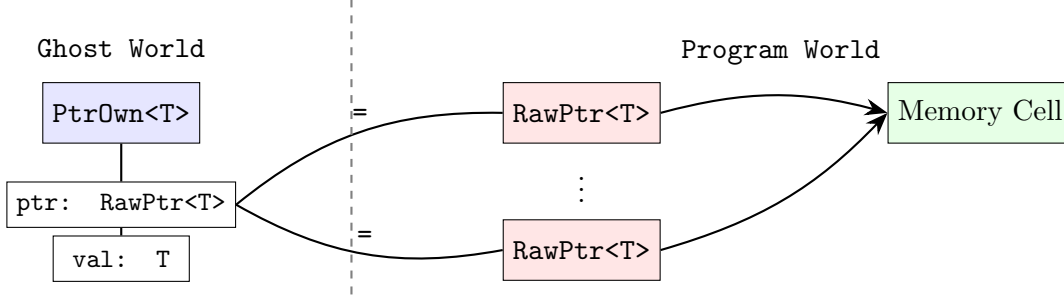 Ghost World
Program World
PtrOwn<T>
=
RawPtr<T>
Memory Cell
ptr: RawPtr<T>
⋮
=
RawPtr<T>
val: T